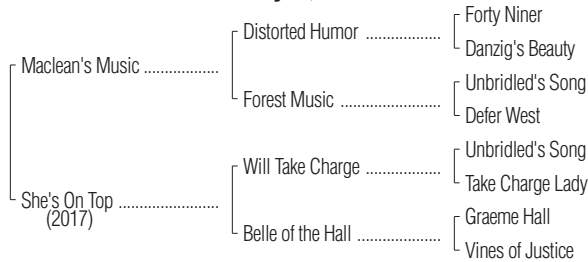 Forty Niner
Distorted Humor ..................
Danzig's Beauty
Maclean's Music ..................
Unbridled's Song
Forest Music ........................
Defer West
Unbridled's Song
Will Take Charge ..................
Take Charge Lady
She's On Top .......................
(2017)
Graeme Hall
Belle of the Hall ...................
Vines of Justice